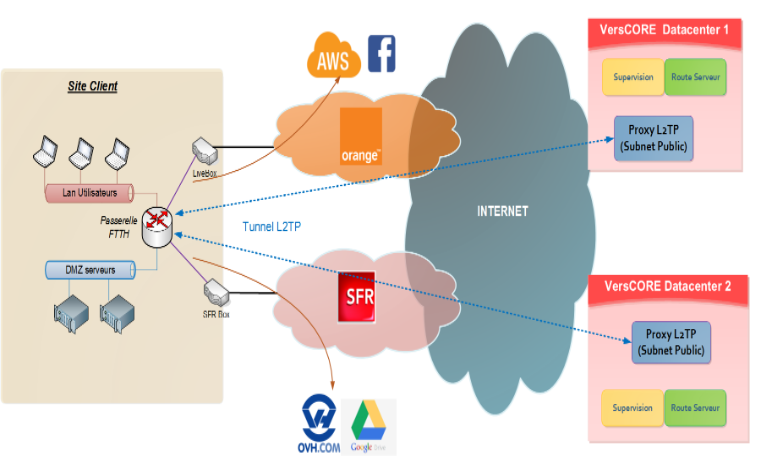 Site Client
Lan Utilisateurs
Passerelle
FTTH
DMZ serveurs
LiveBox
SFR Box
Tunnel L2TP
AWS
f
orange™
SFR
OVH.COM
Google Drive
INTERNET
VersCORE Datacenter 1
Supervision
Route Serveur
Proxy L2TP
(Subnet Public)
VersCORE Datacenter 2
Proxy L2TP
(Subnet Public)
Supervision
Route Serveur